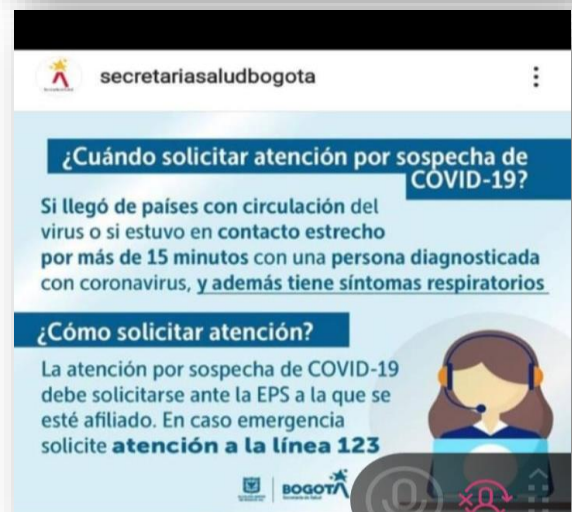 secretariasaludbogota
¿Cuándo solicitar atención por sospecha de
COVID-19?
Si llegó de países con circulación del
virus o si estuvo en contacto estrecho
por más de 15 minutos con una persona diagnosticada
con coronavirus, y además tiene síntomas respiratorios
¿Cómo solicitar atención?
La atención por sospecha de COVID-19
debe solicitarse ante la EPS a la que se
esté afiliado. En caso emergencia
solicite atención a la línea 123
BOGOTÁ